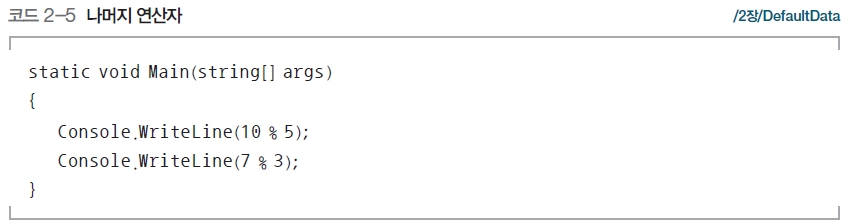 코드 2-5 나머지 연산자 /2장/DefaultData
static void Main(string[] args)
{
    Console.WriteLine(10 % 5);
    Console.WriteLine(7 % 3);
}